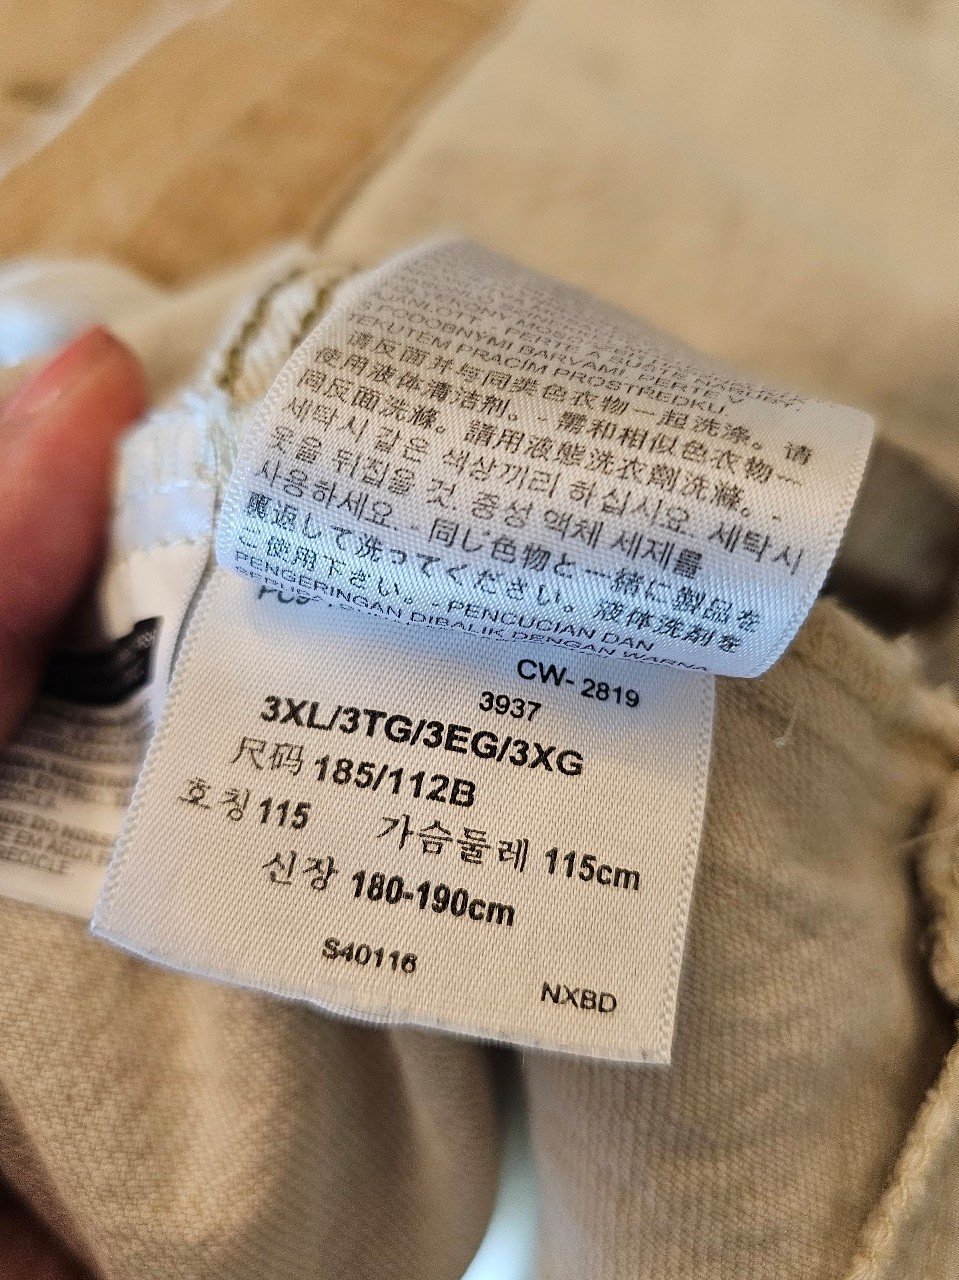 TEKUTEM PRACÍM PROSTREDKU.
请反面并与同类色衣物一起洗涤。请
使用液体清洁剂。· 需和相似色衣物一
同反面洗滌。請用液態洗衣劑洗滌。·
세탁시 같은 색상끼리 하십시요. 세탁시
옷을 뒤집을 것. 중성 액체 세제를
사용하세요. · 同じ色物と一緒に製品を
裏返して洗ってください。液体洗剤を
ご使用下さい。· PENCUCIAN DAN
PENGERINGAN DIBALIK DENGAN WARNA
CW- 2819
3937
3XL/3TG/3EG/3XG
尺码 185/112B
호칭 115 가슴둘레 115cm
신장 180-190cm
S40116
NXBD